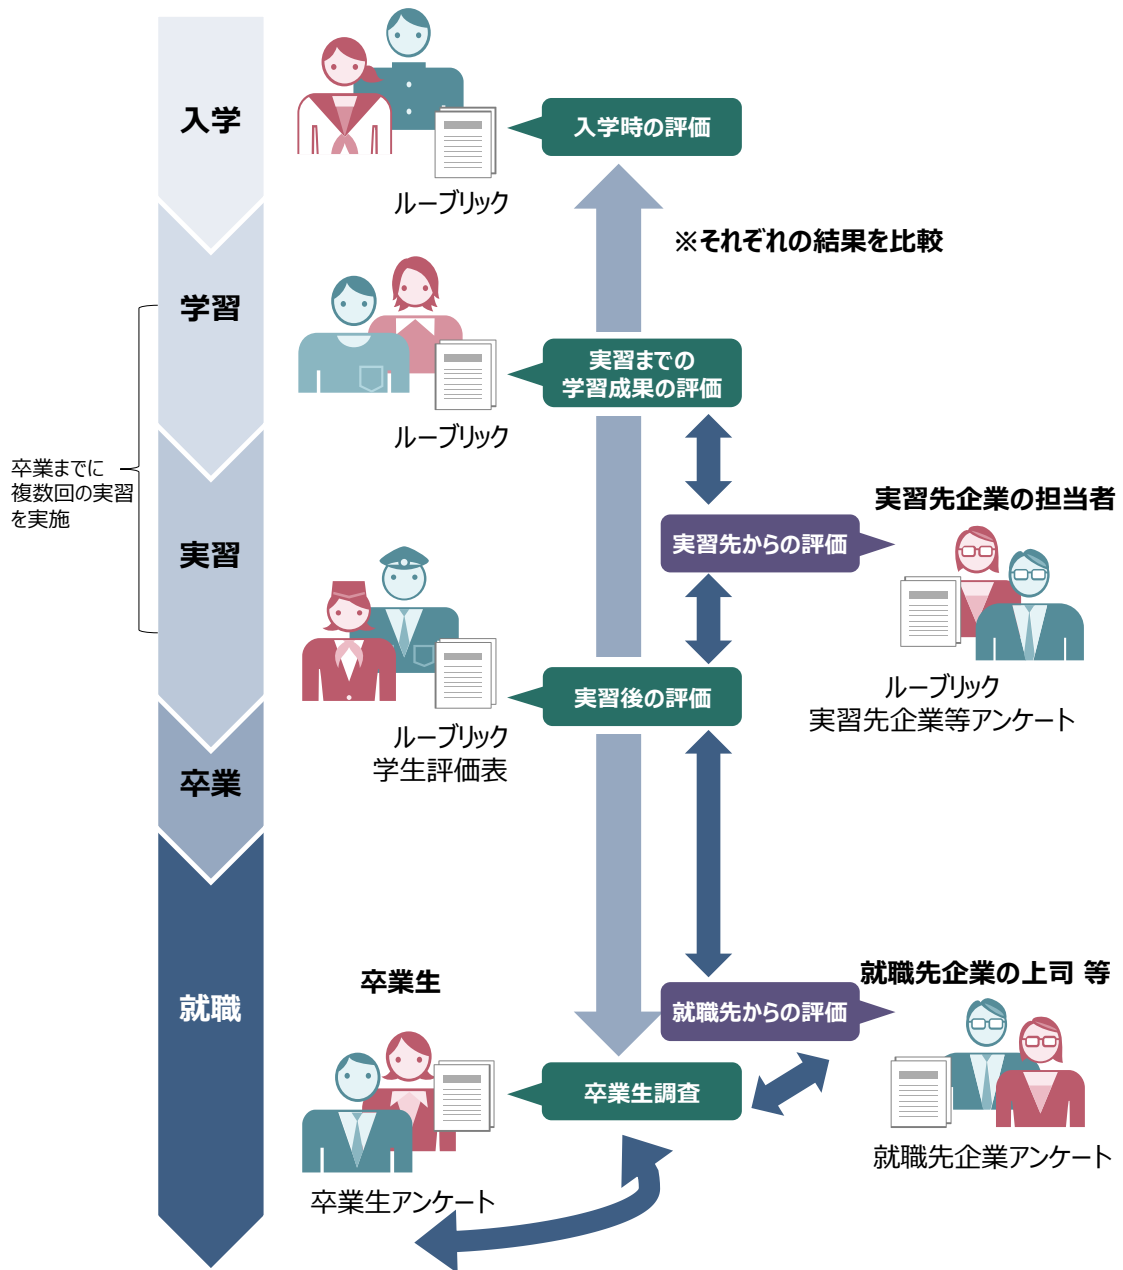 入学
入学時の評価
ルーブリック
※それぞれの結果を比較
学習
実習までの
学習成果の評価
ルーブリック
卒業までに
複数回の実習
を実施
実習先企業の担当者
実習先からの評価
実習
ルーブリック
実習先企業等アンケート
実習後の評価
ルーブリック
学生評価表
卒業
就職先企業の上司 等
卒業生
就職
就職先からの評価
卒業生調査
就職先企業アンケート
卒業生アンケート